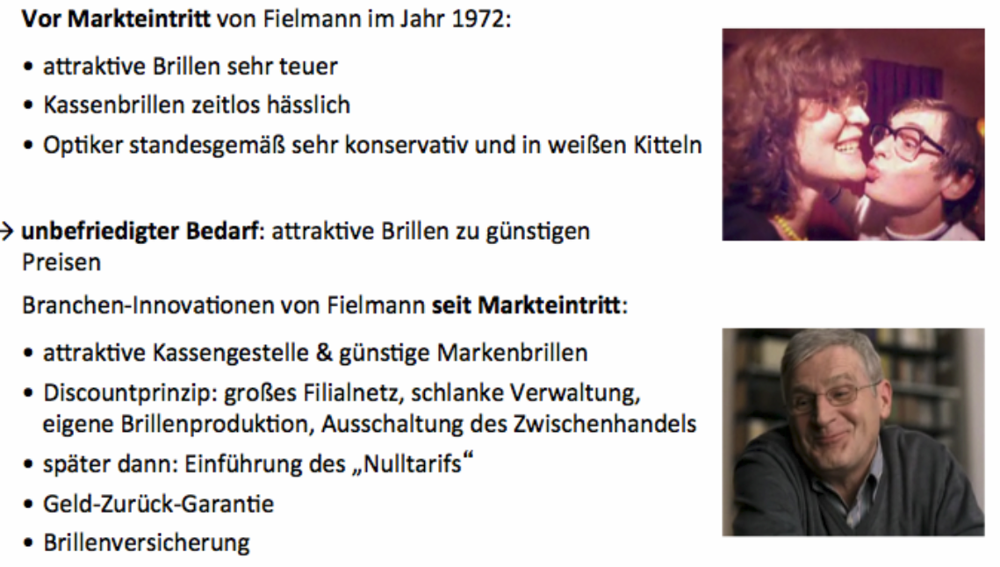 Vor Markteintritt von Fielmann im Jahr 1972:
• attraktive Brillen sehr teuer
• Kassenbrillen zeitlos hässlich
• Optiker standesgemäß sehr konservativ und in weißen Kitteln
→ unbefriedigter Bedarf: attraktive Brillen zu günstigen
Preisen
Branchen-Innovationen von Fielmann seit Markteintritt:
• attraktive Kassengestelle & günstige Markenbrillen
• Discountprinzip: großes Filialnetz, schlanke Verwaltung,
eigene Brillenproduktion, Ausschaltung des Zwischenhandels
• später dann: Einführung des „Nulltarifs“
• Geld-Zurück-Garantie
• Brillenversicherung